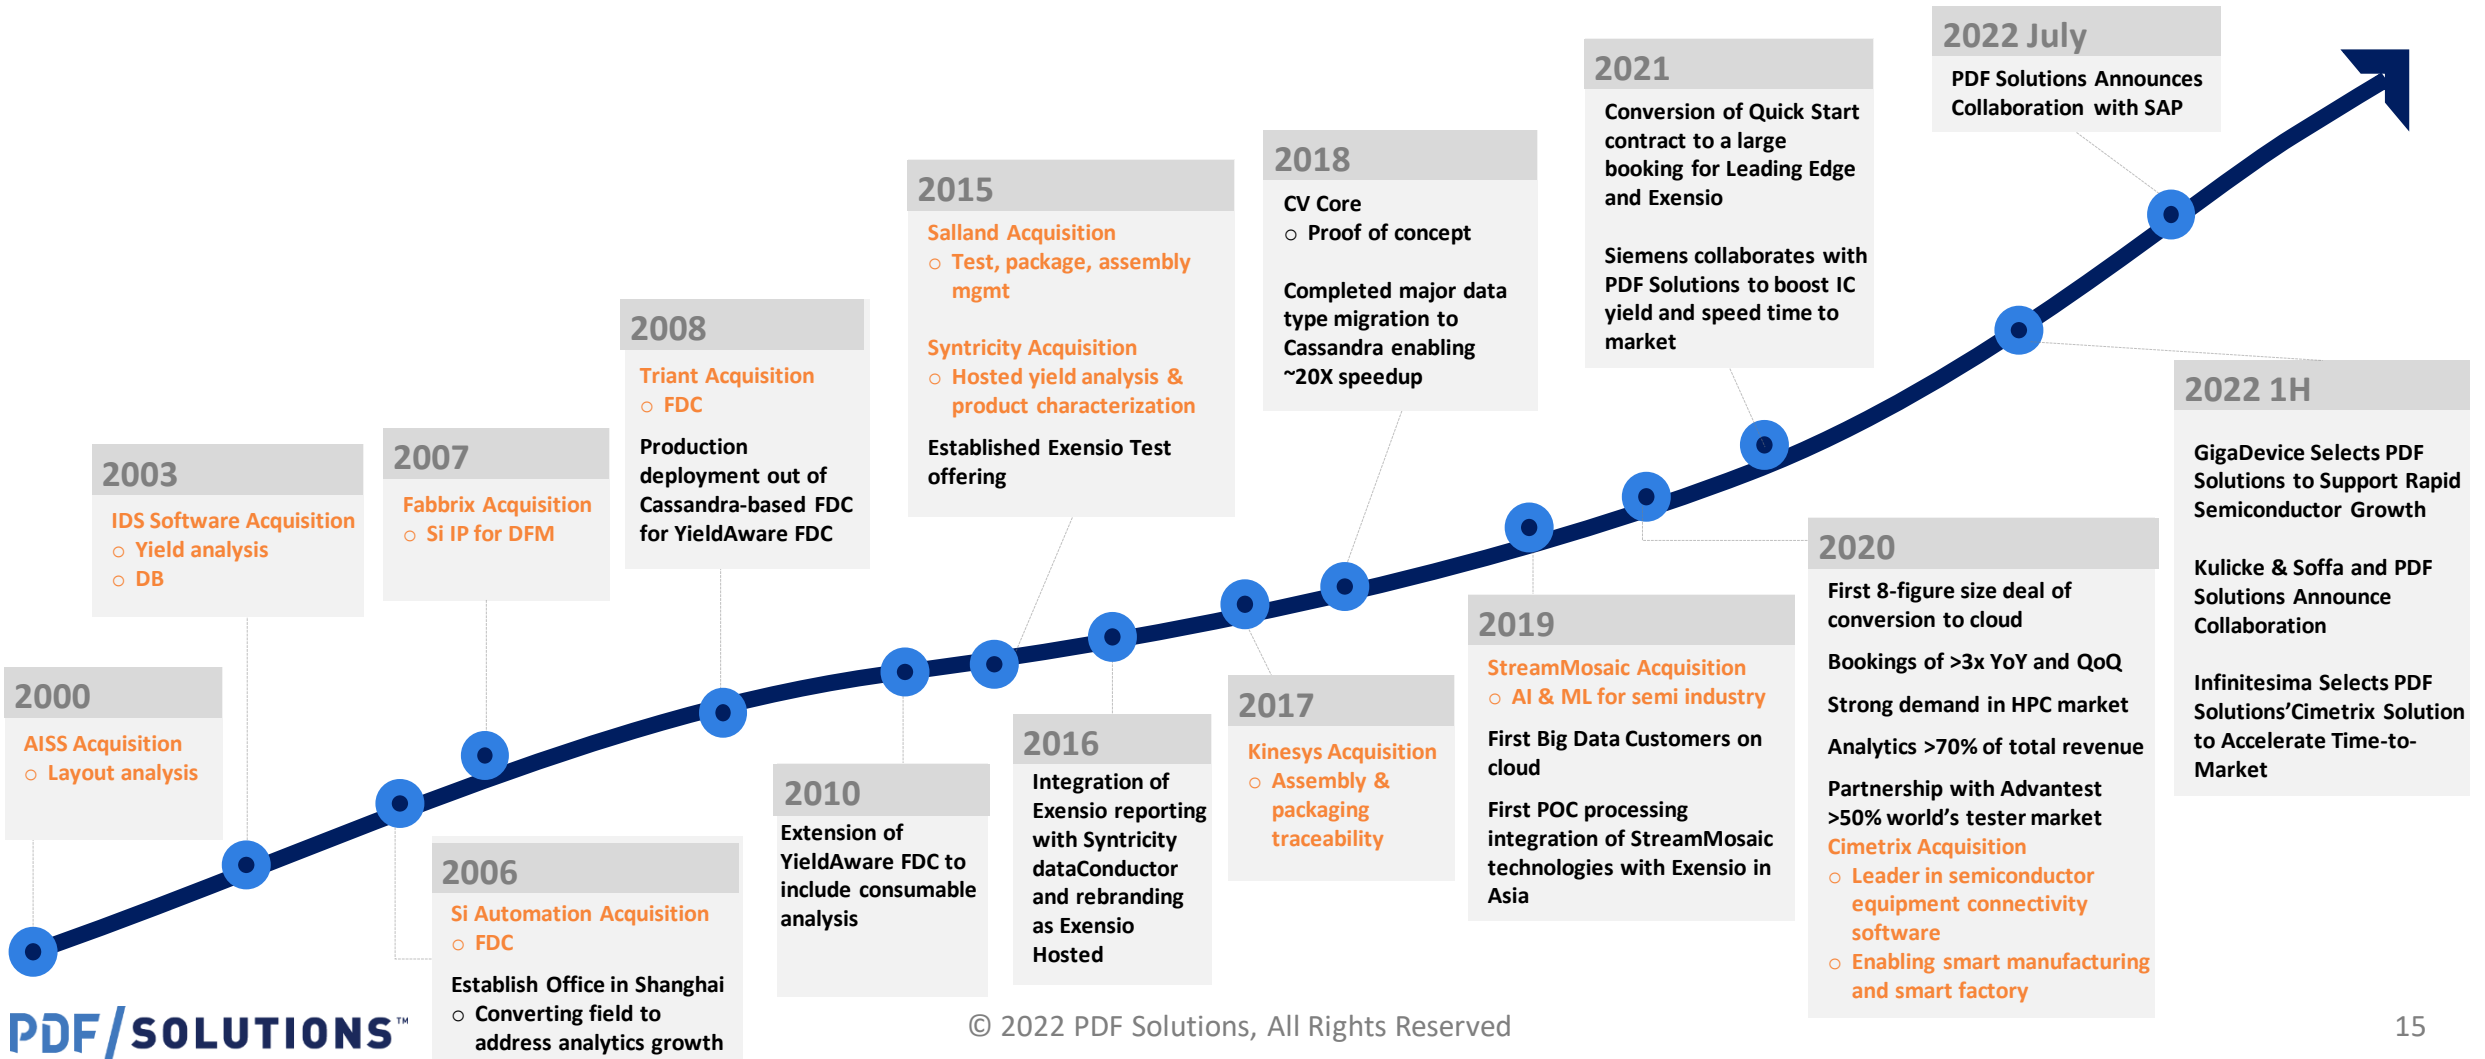 2000
AISS Acquisition
o Layout analysis
2003
IDS Software Acquisition
o Yield analysis
o DB
2006
Si Automation Acquisition
o FDC
Establish Office in Shanghai
o Converting field to
address analytics growth
2007
Fabbrix Acquisition
o Si IP for DFM
2008
Triant Acquisition
o FDC
Production
deployment out of
Cassandra-based FDC
for YieldAware FDC
2010
Extension of
YieldAware FDC to
include consumable
analysis
2015
Salland Acquisition
o Test, package, assembly
mgmt
Syntricity Acquisition
o Hosted yield analysis &
product characterization
Established Exensio Test
offering
2016
Integration of
Exensio reporting
with Syntricity
dataConductor
and rebranding
as Exensio
Hosted
2017
Kinesys Acquisition
o Assembly &
packaging
traceability
2018
CV Core
o Proof of concept
Completed major data
type migration to
Cassandra enabling
~20X speedup
2019
StreamMosaic Acquisition
o AI & ML for semi industry
First Big Data Customers on
cloud
First POC processing
integration of StreamMosaic
technologies with Exensio in
Asia
2020
First 8-figure size deal of
conversion to cloud
Bookings of >3x YoY and QoQ
Strong demand in HPC market
Analytics >70% of total revenue
Partnership with Advantest
>50% world's tester market
Cimetrix Acquisition
o Leader in semiconductor
equipment connectivity
software
o Enabling smart manufacturing
and smart factory
2021
Conversion of Quick Start
contract to a large
booking for Leading Edge
and Exensio
Siemens collaborates with
PDF Solutions to boost IC
yield and speed time to
market
2022 1H
GigaDevice Selects PDF
Solutions to Support Rapid
Semiconductor Growth
Kulicke & Soffa and PDF
Solutions Announce
Collaboration
Infinitesima Selects PDF
Solutions'Cimetrix Solution
to Accelerate Time-to-
Market
2022 July
PDF Solutions Announces
Collaboration with SAP
PDF/SOLUTIONS™
© 2022 PDF Solutions, All Rights Reserved
15